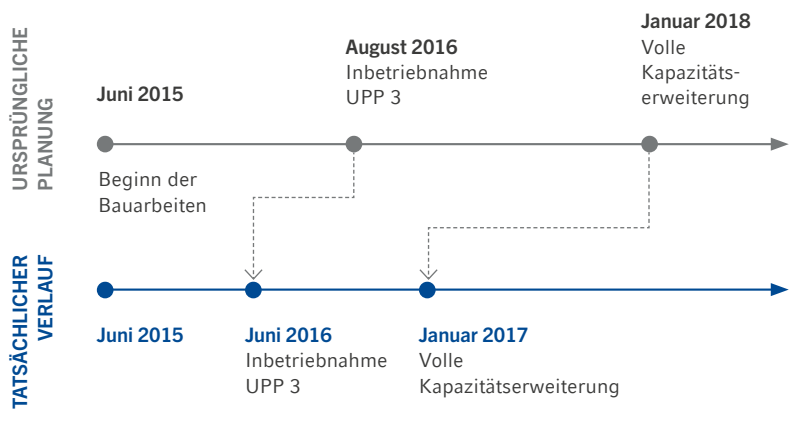 URSPRÜNGLICHE
PLANUNG
Juni 2015
Beginn der
Bauarbeiten
August 2016
Inbetriebnahme
UPP 3
Januar 2018
Volle
Kapazitäts-
erweiterung
TATSÄCHLICHER
VERLAUF
Juni 2015
Juni 2016
Inbetriebnahme
UPP 3
Januar 2017
Volle
Kapazitätserweiterung